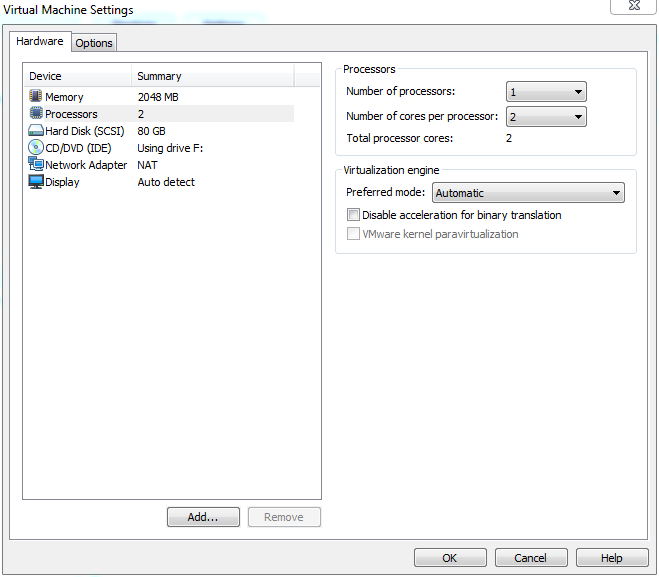 Virtual Machine Settings
Hardware
Options
Device Summary
Memory 2048 MB
Processors 2
Hard Disk (SCSI) 80 GB
CD/DVD (IDE) Using drive F:
Network Adapter NAT
Display Auto detect
Add...
Remove
Processors
Number of processors: 1
Number of cores per processor: 2
Total processor cores: 2
Virtualization engine
Preferred mode: Automatic
Disable acceleration for binary translation
VMware kernel paravirtualization
OK
Cancel
Help